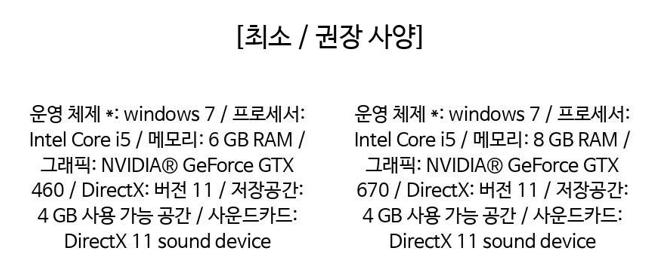 [최소 / 권장 사양]
운영 체제 *: windows 7 / 프로세서:
Intel Core i5 / 메모리: 6 GB RAM /
그래픽: NVIDIA® GeForce GTX
460 / DirectX: 버전 11 / 저장공간:
4 GB 사용 가능 공간 / 사운드카드:
DirectX 11 sound device
운영 체제 *: windows 7 / 프로세서:
Intel Core i5 / 메모리: 8 GB RAM /
그래픽: NVIDIA® GeForce GTX
670 / DirectX: 버전 11 / 저장공간:
4 GB 사용 가능 공간 / 사운드카드:
DirectX 11 sound device